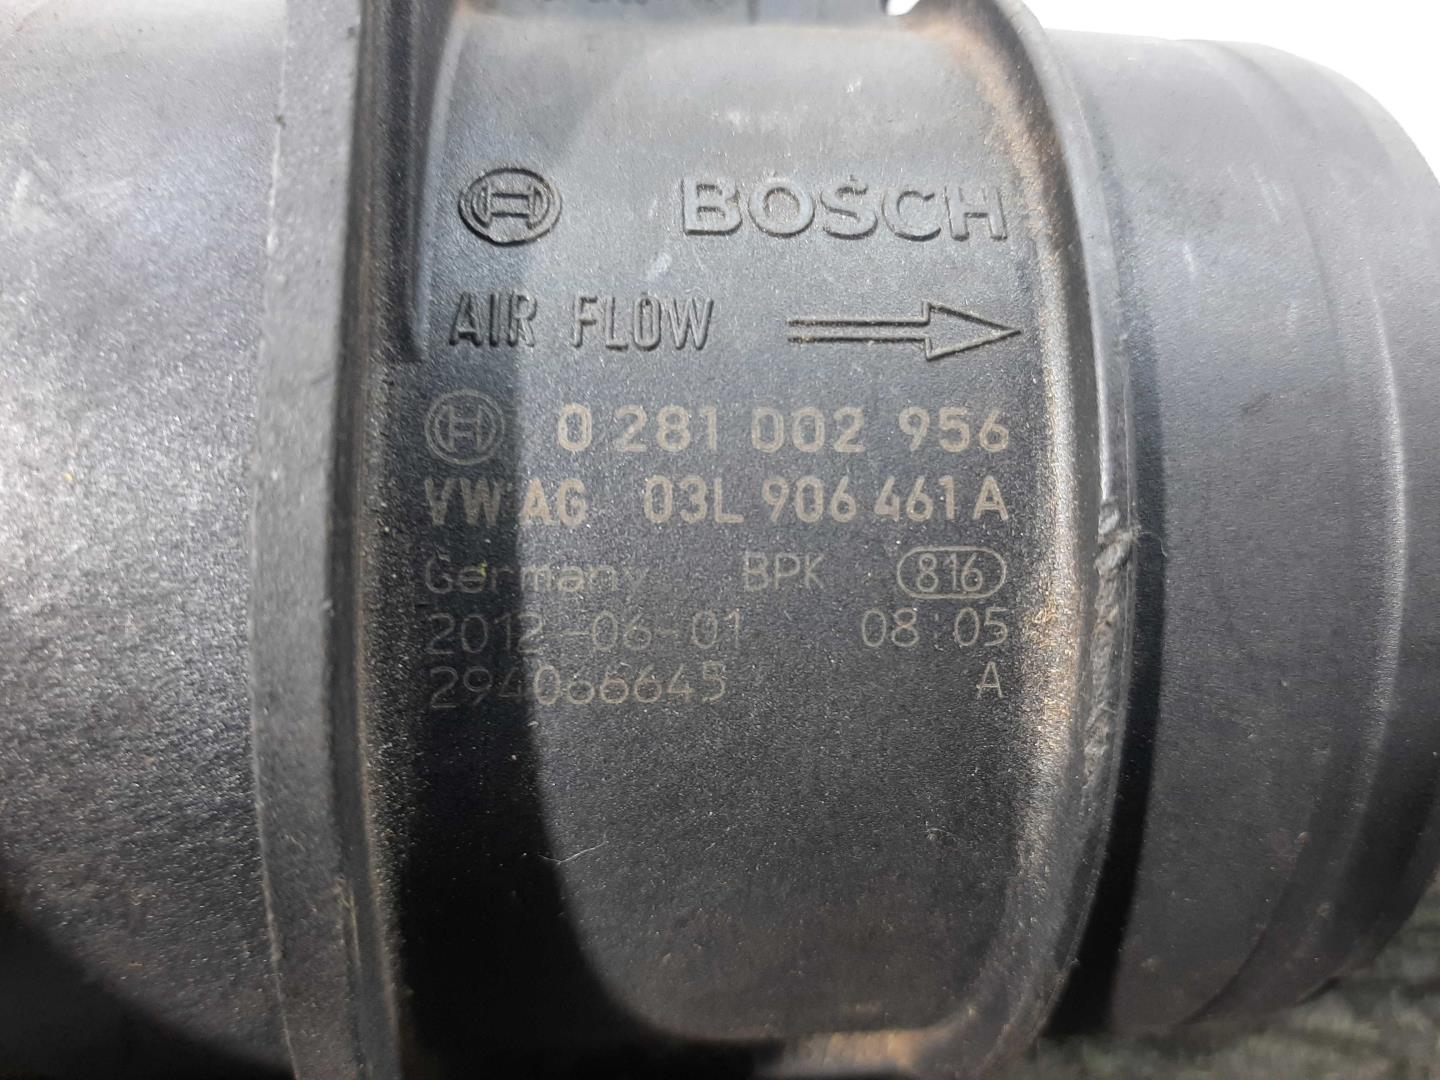 BOSCH
AIR FLOW
0 281 002 956
VW AG 03L 906 461 A
Germany BPK 816
2012-06-01 08:05
294066645 A